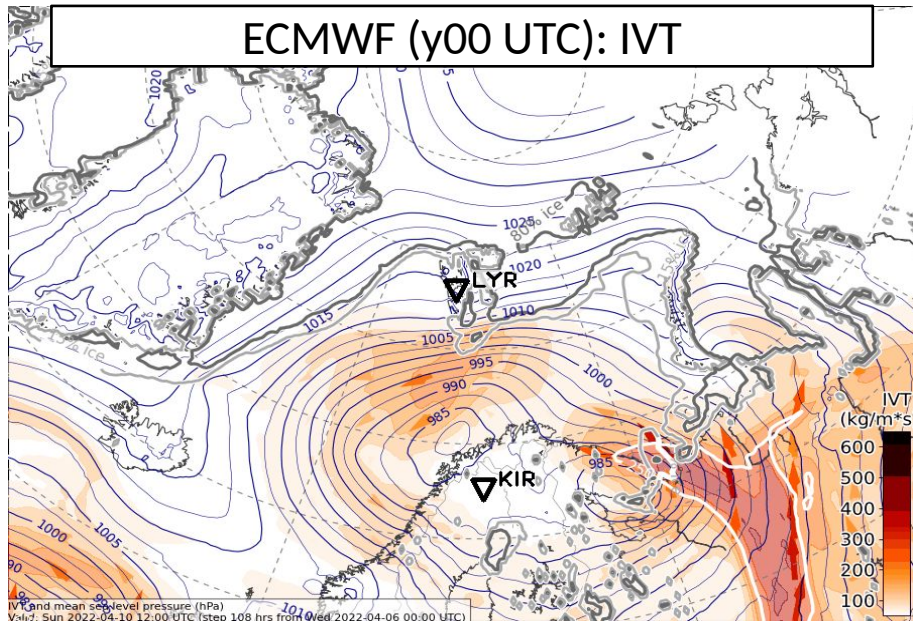 ECMWF (y00 UTC): IVT
1020
1025
80% ice
15%
LYR
1020
1015
1010
1005
15% ice
995
1000
990
985
IVT
(kg/m*s
600
985
KIR
500
400
1000
1005
300
990
200
100
1010
IVT and mean sea level pressure (hPa)
Valid: Sun 2022-04-10 12:00 UTC (step 108 hrs from Wed 2022-04-06 00:00 UTC)